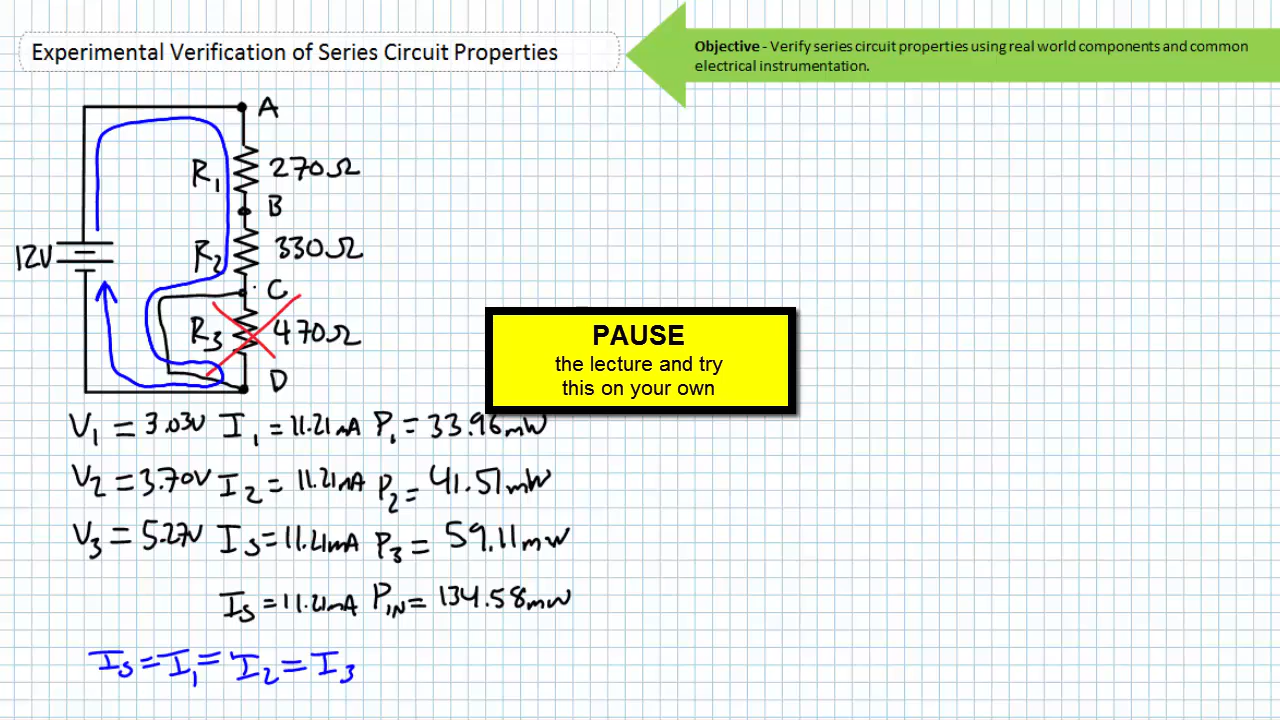 Experimental Verification of Series Circuit Properties
Objective - Verify series circuit properties using real world components and common
electrical instrumentation.
A
R1 270Ω
B
12V
R2 330Ω
C
R3 470Ω
D
PAUSE
the lecture and try
this on your own
V1 = 3.03V I1 = 11.21mA P1 = 33.96mW
V2 = 3.70V I2 = 11.21mA P2 = 41.51mW
V3 = 5.27V I3 = 11.21mA P3 = 59.11mW
IS = 11.21mA PIN = 134.58mW
IS = I1 = I2 = I3